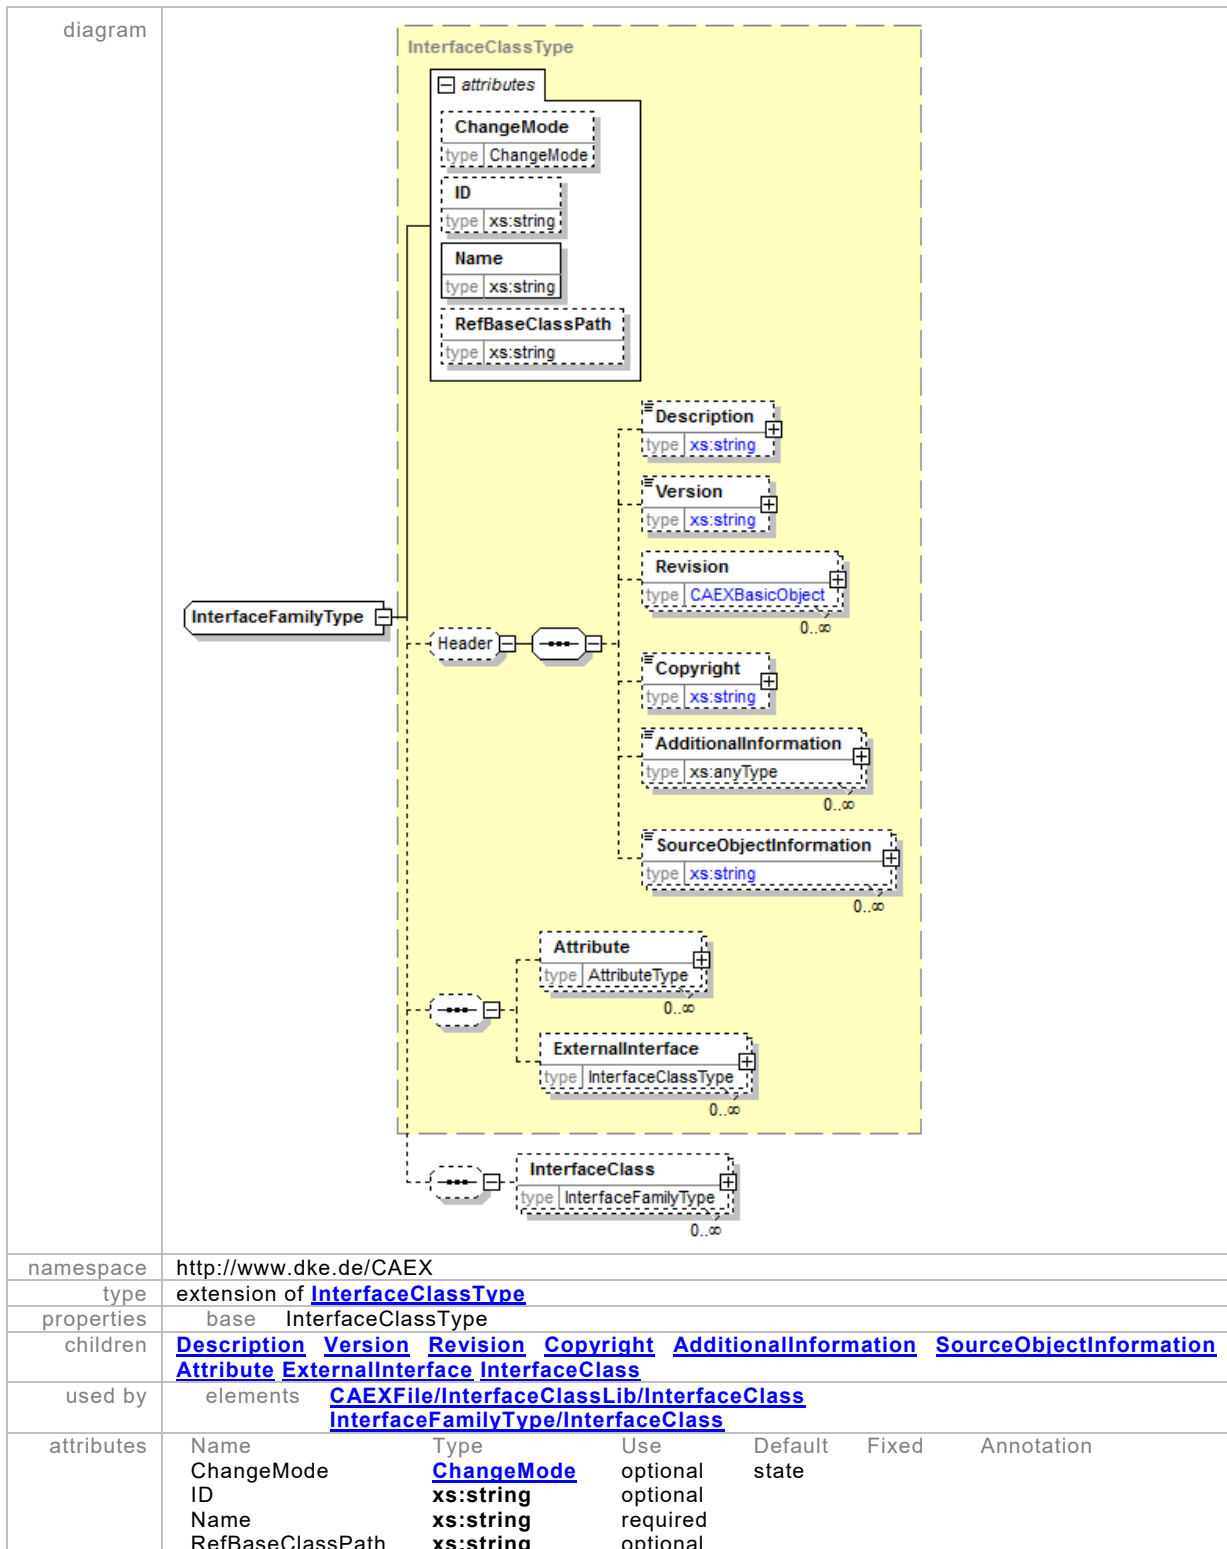 diagram
InterfaceClassType
attributes
ChangeMode
type ChangeMode
ID
type xs:string
Name
type xs:string
RefBaseClassPath
type xs:string
Description
type xs:string
Version
type xs:string
Revision
type CAEXBasicObject
0..∞
InterfaceFamilyType
Header
Copyright
type xs:string
AdditionalInformation
type xs:anyType
0..∞
SourceObjectInformation
type xs:string
0..∞
Attribute
type AttributeType
0..∞
ExternalInterface
type InterfaceClassType
0..∞
InterfaceClass
type InterfaceFamilyType
0..∞
namespace http://www.dke.de/CAEX
type extension of InterfaceClassType
properties base InterfaceClassType
children Description Version Revision Copyright AdditionalInformation SourceObjectInformation
Attribute ExternalInterface InterfaceClass
used by elements CAEXFile/InterfaceClassLib/InterfaceClass
InterfaceFamilyType/InterfaceClass
attributes Name Type Use Default Fixed Annotation
ChangeMode ChangeMode optional state
ID xs:string optional
Name xs:string required
RefBaseClassPath xs:string optional